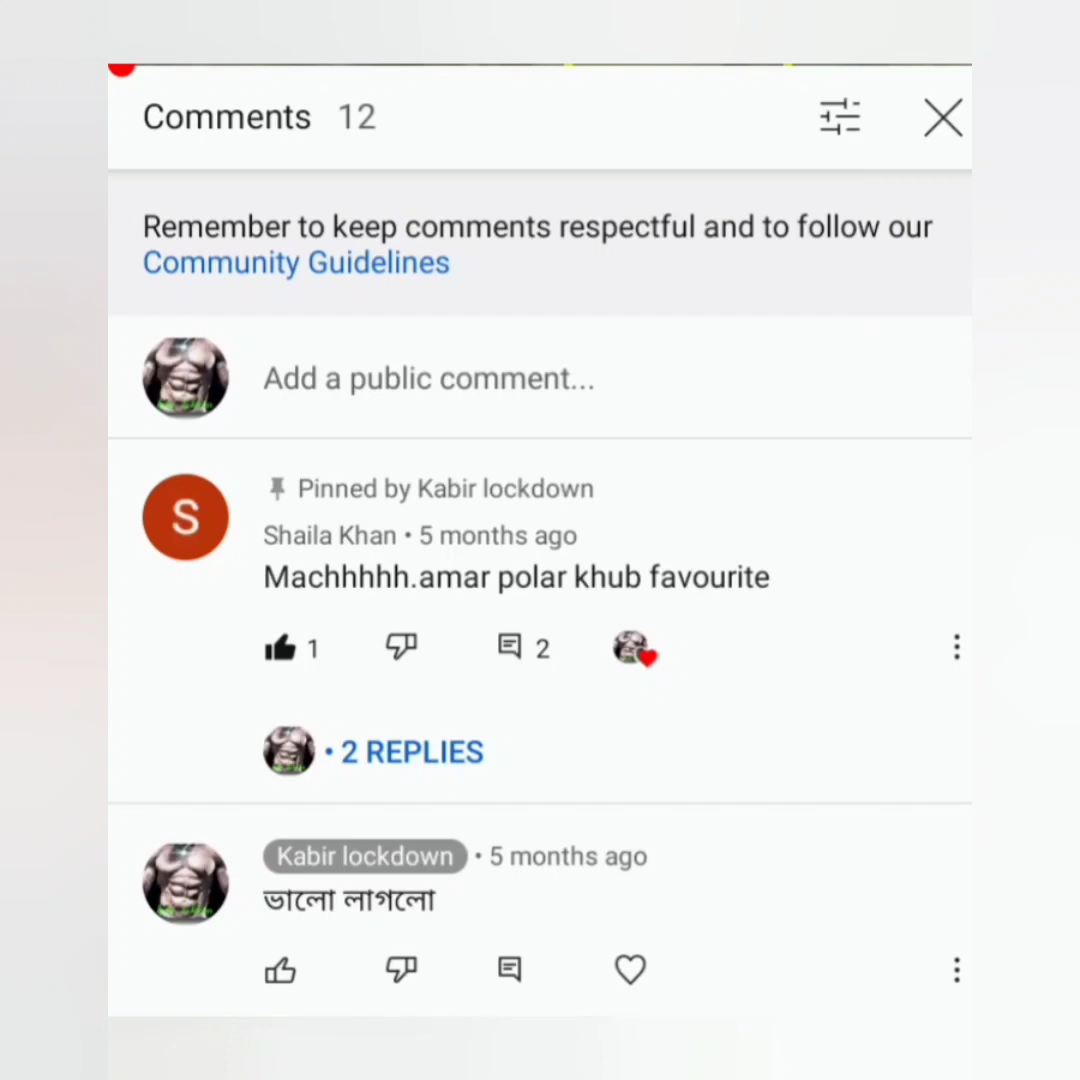 Comments 12
Remember to keep comments respectful and to follow our
Community Guidelines
Add a public comment...
Pinned by Kabir lockdown
S
Shaila Khan • 5 months ago
Machhhhh.amar polar khub favourite
1 2
• 2 REPLIES
Kabir lockdown • 5 months ago
ভালো লাগলো